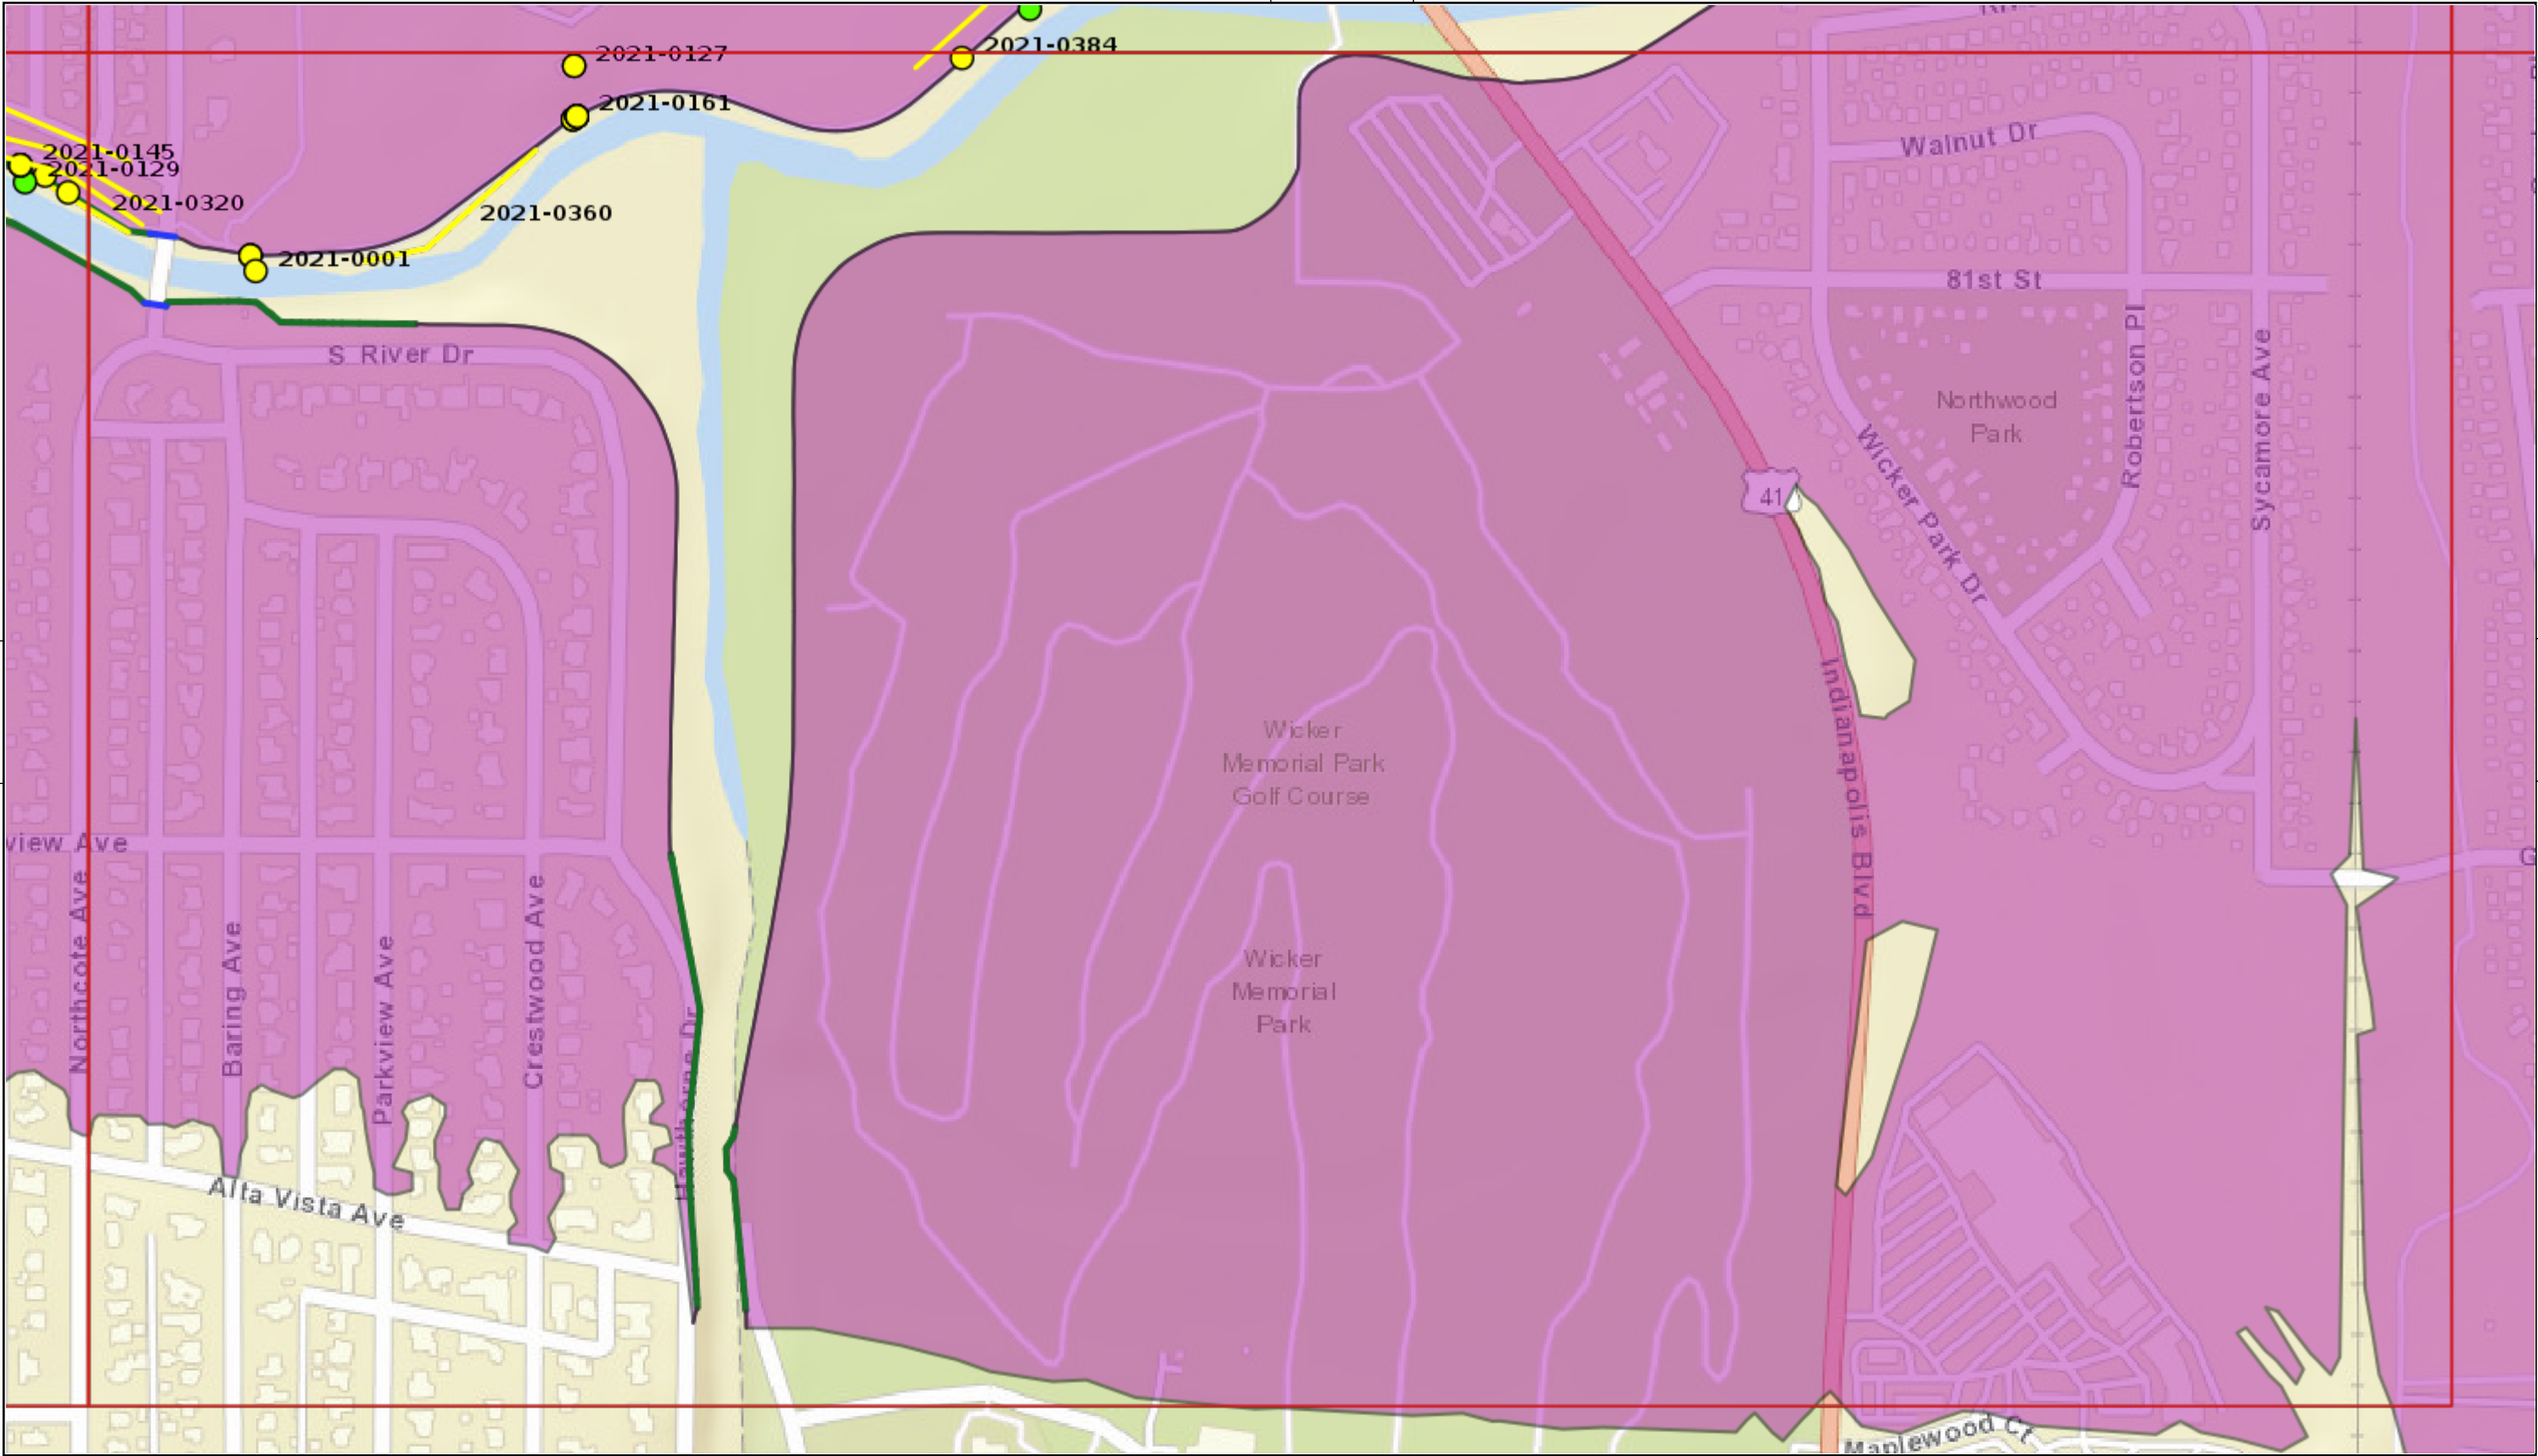 2021-0127
2021-0384
2021-0161
2021-0145
2021-0129
2021-0320
2021-0360
2021-0001
Walnut Dr
81st St
S River Dr
Northwood
Park
Robertson Pl
Sycamore Ave
Wicker Park Dr
41
Indianapolis Blvd
Wicker
Memorial Park
Golf Course
Wicker
Memorial
Park
view Ave
Northcote Ave
Baring Ave
Parkview Ave
Crestwood Ave
Hawthorne Dr
Alta Vista Ave
Maplewood Ct
G